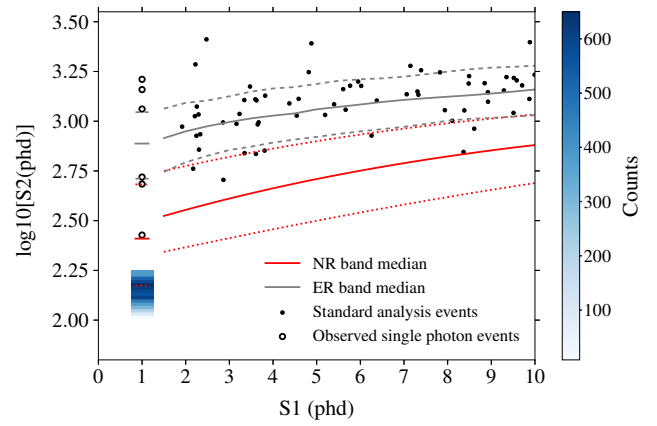 3.50
3.25
3.00
2.75
2.50
2.25
2.00
log10[S2(phd)]
NR band median
ER band median
Standard analysis events
Observed single photon events
0 1 2 3 4 5 6 7 8 9 10
S1 (phd)
600
500
400
300
200
100
Counts